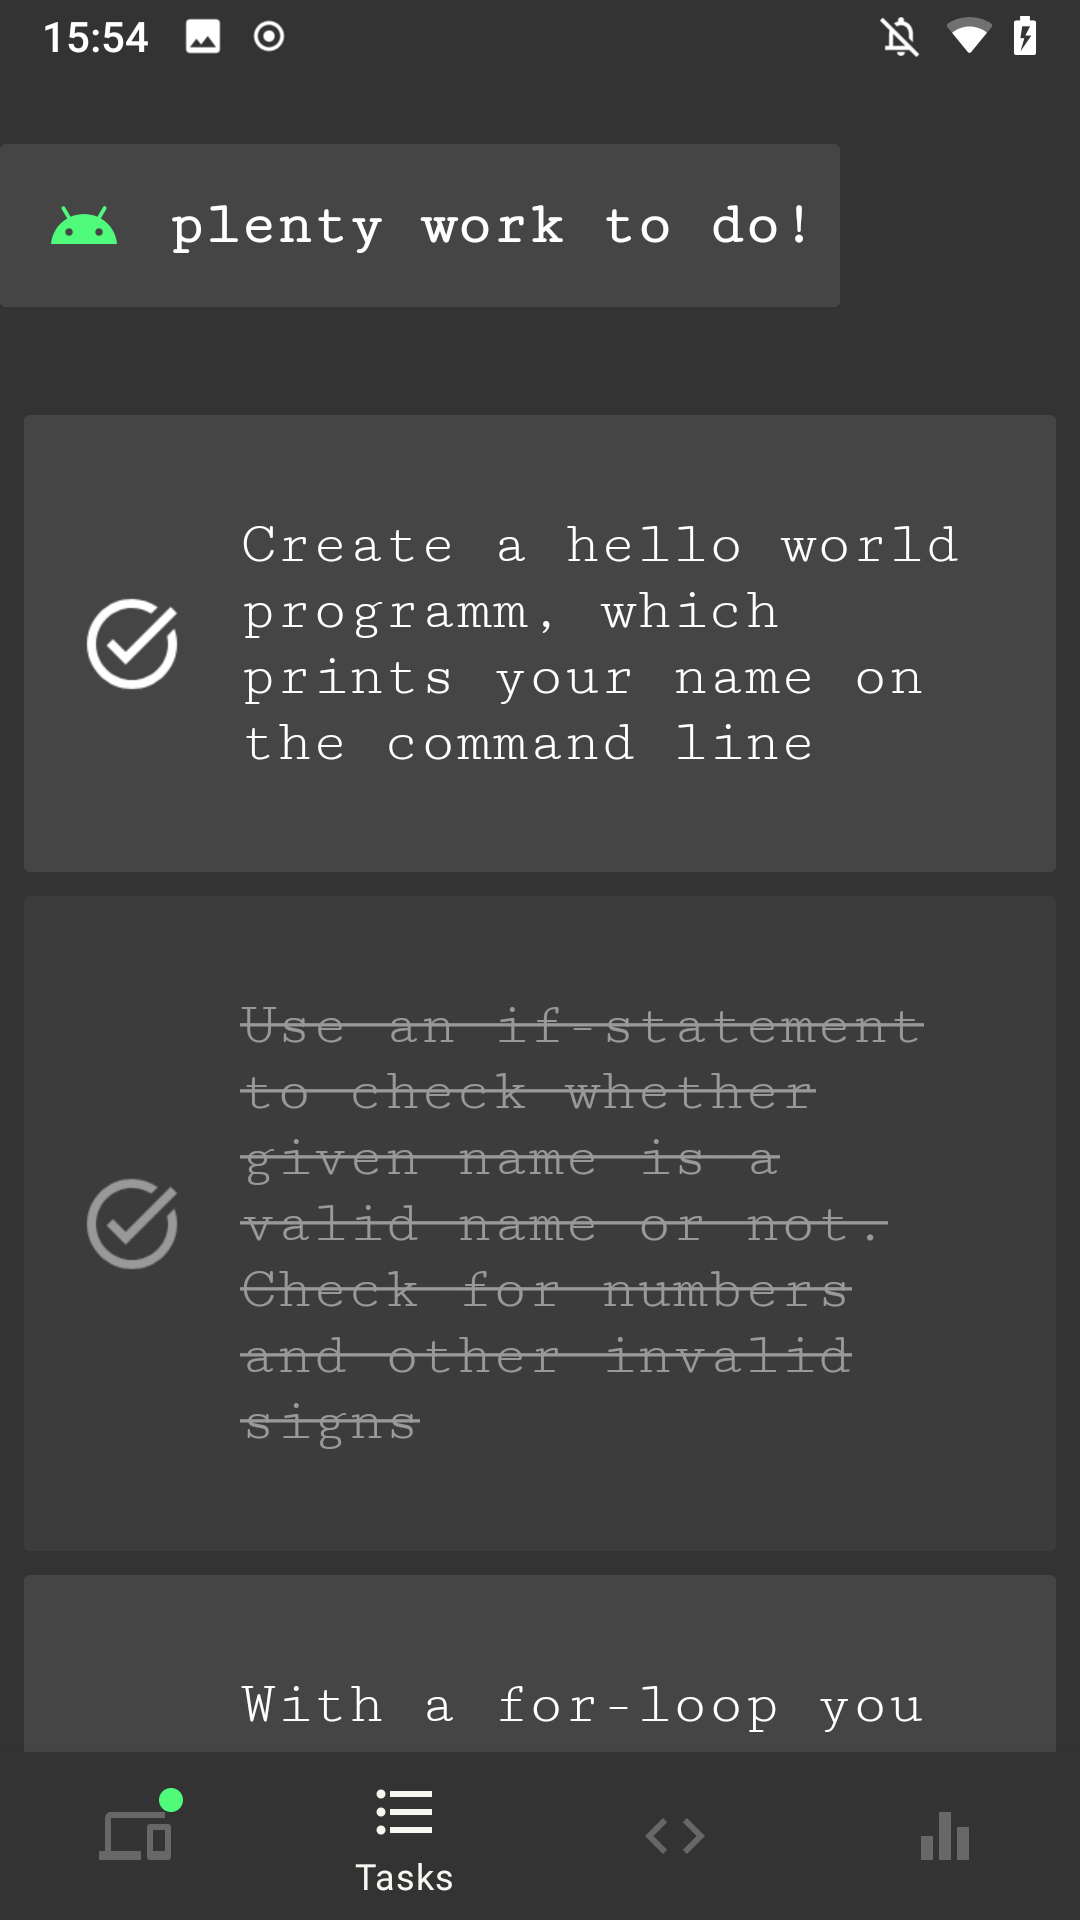 15:54
plenty work to do!
Create a hello world
programm, which
prints your name on
the command line
Use an if-statement
to check whether
given name is a
valid name or not.
Check for numbers
and other invalid
signs
With a for-loop you
Tasks